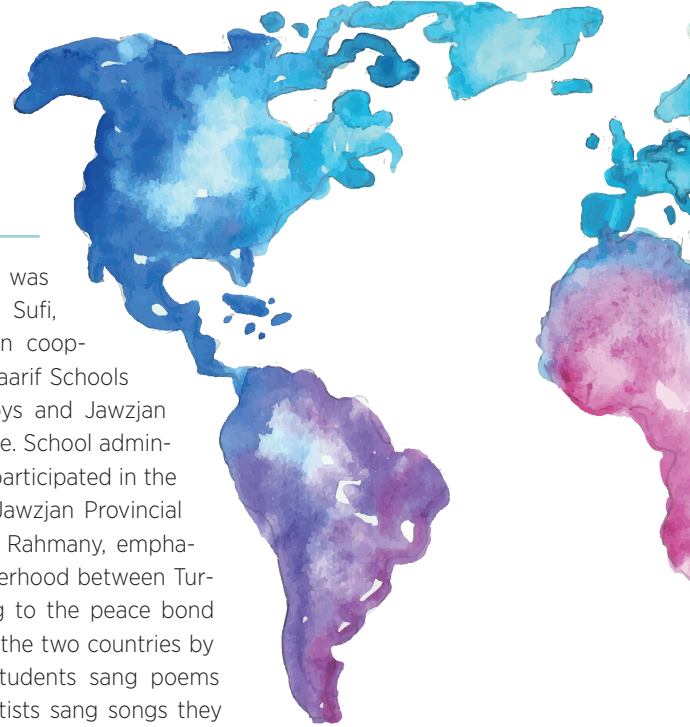 was
Sufi,
n coop-
aarif Schools
ys and Jawzjan
e. School admin-
articipated in the
Jawzjan Provincial
Rahmany, empha-
erhood between Tur-
g to the peace bond
the two countries by
tudents sang poems
tists sang songs they